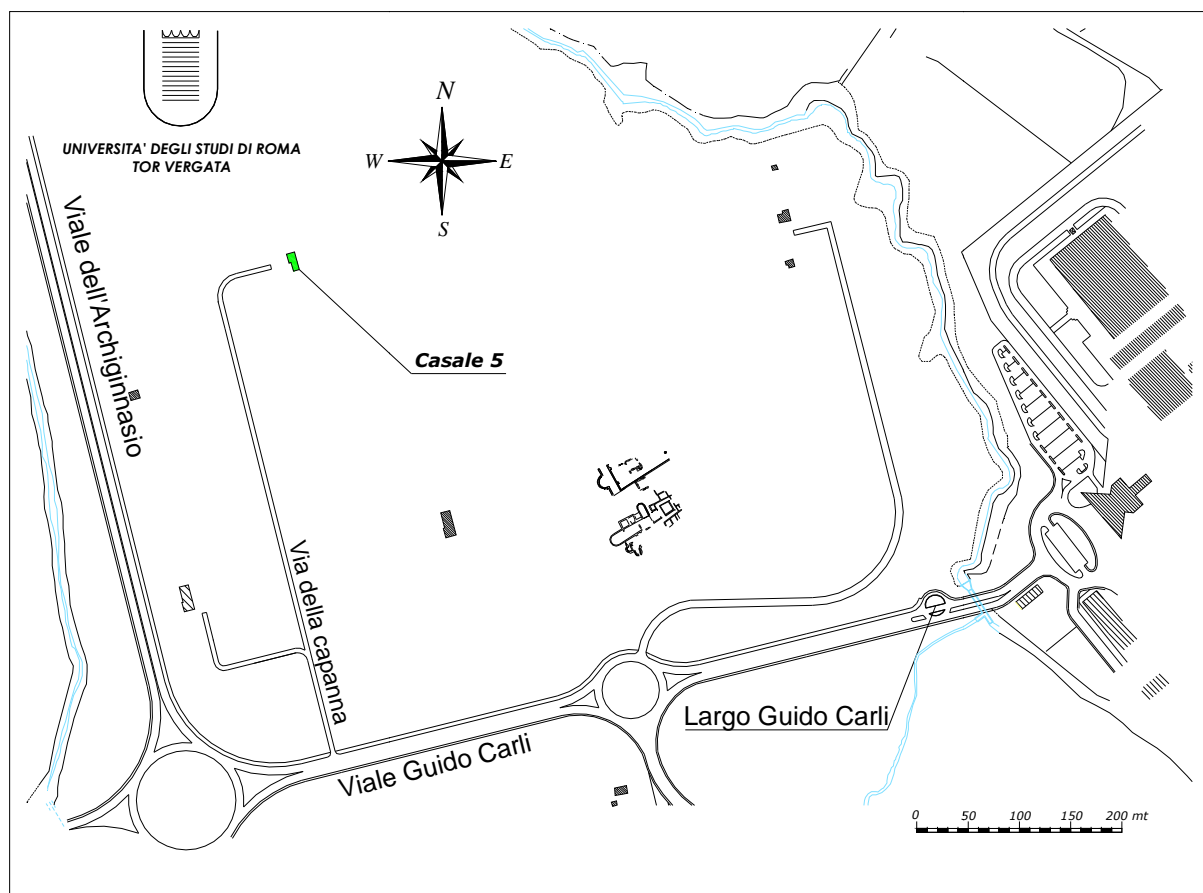 UNIVERSITA' DEGLI STUDI DI ROMA
TOR VERGATA
N
W
E
S
Viale dell'Archiginnasio
Casale 5
Via della capanna
Largo Guido Carli
Viale Guido Carli
0 50 100 150 200 mt